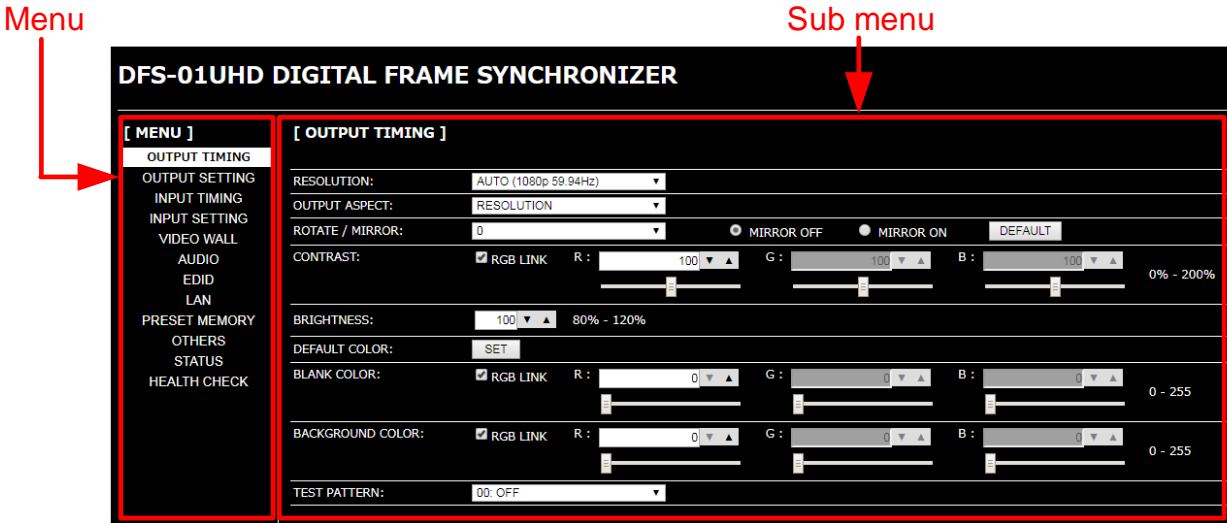 Menu
Sub menu
DFS-01UHD DIGITAL FRAME SYNCHRONIZER
[ MENU ]
OUTPUT TIMING
OUTPUT SETTING
INPUT TIMING
INPUT SETTING
VIDEO WALL
AUDIO
EDID
LAN
PRESET MEMORY
OTHERS
STATUS
HEALTH CHECK
[ OUTPUT TIMING ]
RESOLUTION: AUTO (1080p 59.94Hz)
OUTPUT ASPECT: RESOLUTION
ROTATE / MIRROR: 0 MIRROR OFF MIRROR ON DEFAULT
CONTRAST: RGB LINK R : 100 G : 100 B : 100 0% - 200%
BRIGHTNESS: 100 80% - 120%
DEFAULT COLOR: SET
BLANK COLOR: RGB LINK R : 0 G : 0 B : 0 0 - 255
BACKGROUND COLOR: RGB LINK R : 0 G : 0 B : 0 0 - 255
TEST PATTERN: 00: OFF